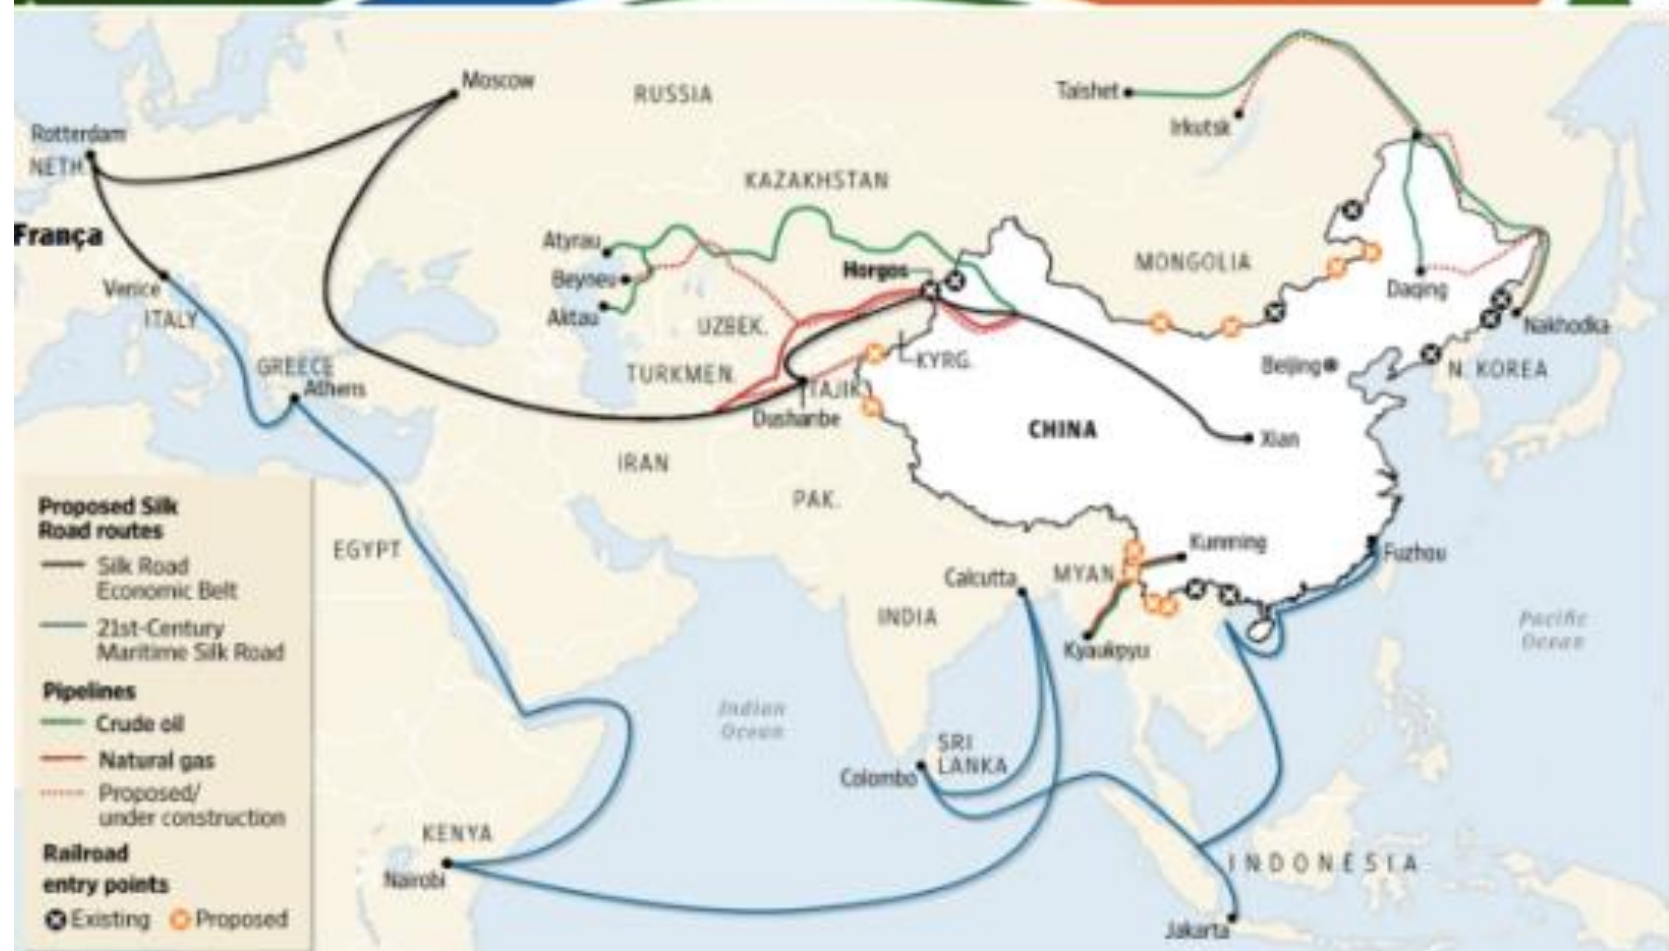 Moscow
RUSSIA
Taishet
Irkutsk
Rotterdam
NETH.
KAZAKHSTAN
França
Atyrau
Beyneu
Aktau
Horgos
MONGOLIA
Daqing
Nakhodka
Venice
ITALY
UZBEK.
KYRG.
Beijing
N. KOREA
GREECE
Athens
TURKMEN.
TAJIK.
Dushanbe
CHINA
Xian
IRAN
PAK.
EGYPT
Kunming
Fuzhou
Calcutta
MYAN.
INDIA
Kyaukpyu
Pacific
Ocean
Indian
Ocean
SRI
LANKA
Colombo
KENYA
Nairobi
INDONESIA
Jakarta
Proposed Silk
Road routes
Silk Road
Economic Belt
21st-Century
Maritime Silk Road
Pipelines
Crude oil
Natural gas
Proposed/
under construction
Railroad
entry points
Existing Proposed